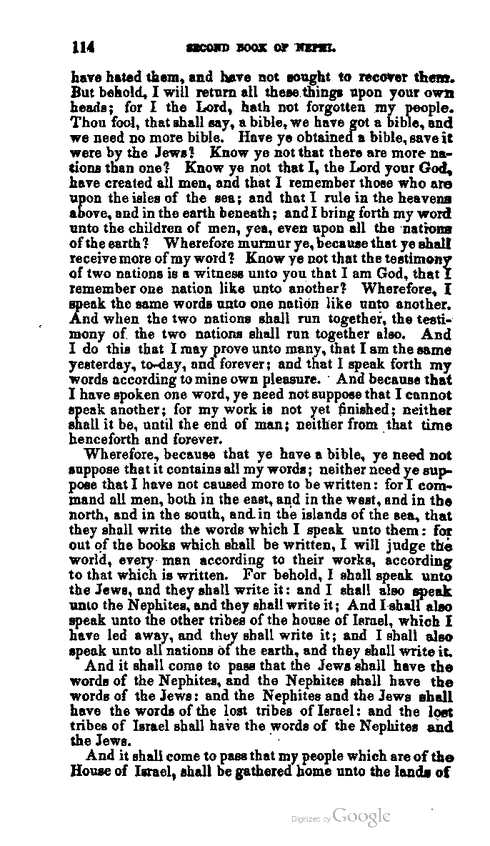 114 SECOND BOOK OF NEPHI.
have hated them, and have not sought to recover them.
But behold, I will return all these things upon your own
heads; for I the Lord, hath not forgotten my people.
Thou fool, that shall say, a bible, we have got a bible, and
we need no more bible. Have ye obtained a bible, save it
were by the Jews? Know ye not that there are more na-
tions than one? Know ye not that I, the Lord your God,
have created all men, and that I remember those who are
upon the isles of the sea; and that I rule in the heavens
above, and in the earth beneath; and I bring forth my word
unto the children of men, yea, even upon all the nations
of the earth? Wherefore murmur ye, because that ye shall
receive more of my word? Know ye not that the testimony
of two nations is a witness unto you that I am God, that I
remember one nation like unto another? Wherefore, I
speak the same words unto one nation like unto another.
And when the two nations shall run together, the testi-
mony of the two nations shall run together also. And
I do this that I may prove unto many, that I am the same
yesterday, to-day, and forever; and that I speak forth my
words according to mine own pleasure. And because that
I have spoken one word, ye need not suppose that I cannot
speak another; for my work is not yet finished; neither
shall it be, until the end of man; neither from that time
henceforth and forever.
Wherefore, because that ye have a bible, ye need not
suppose that it contains all my words; neither need ye sup-
pose that I have not caused more to be written: for I com-
mand all men, both in the east, and in the west, and in the
north, and in the south, and in the islands of the sea, that
they shall write the words which I speak unto them: for
out of the books which shall be written, I will judge the
world, every man according to their works, according
to that which is written. For behold, I shall speak unto
the Jews, and they shall write it: and I shall also speak
unto the Nephites, and they shall write it; And I shall also
speak unto the other tribes of the house of Israel, which I
have led away, and they shall write it; and I shall also
speak unto all nations of the earth, and they shall write it.
And it shall come to pass that the Jews shall have the
words of the Nephites, and the Nephites shall have the
words of the Jews: and the Nephites and the Jews shall
have the words of the lost tribes of Israel: and the lost
tribes of Israel shall have the words of the Nephites and
the Jews.
And it shall come to pass that my people which are of the
House of Israel, shall be gathered home unto the lands of
Digitized by Google